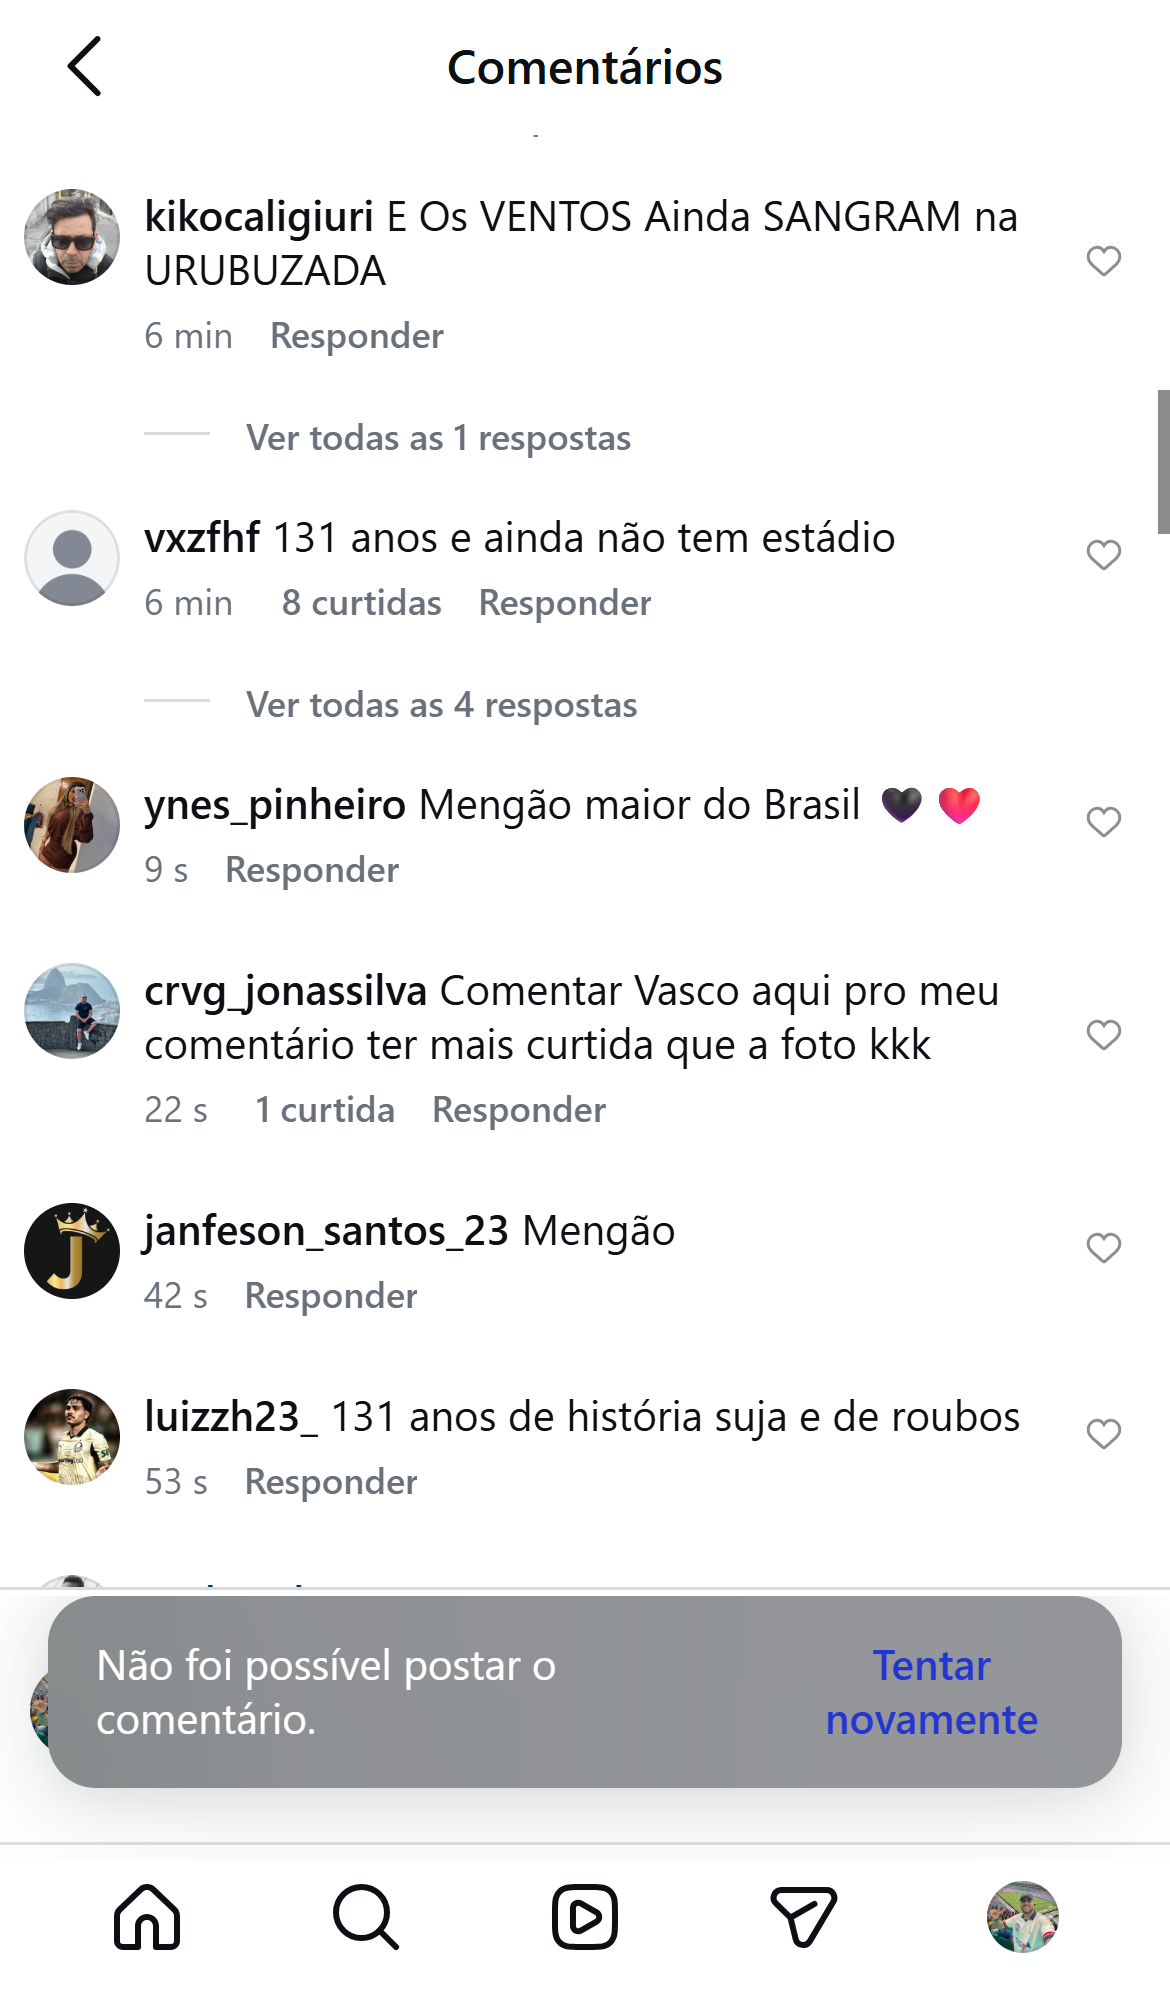 Comentários
kikocaligiuri E Os VENTOS Ainda SANGRAM na
URUBUZADA
6 min Responder
Ver todas as 1 respostas
vxzfhf 131 anos e ainda não tem estádio
6 min 8 curtidas Responder
Ver todas as 4 respostas
ynes_pinheiro Mengão maior do Brasil 🖤 ❤️
9 s Responder
crvg_jonassilva Comentar Vasco aqui pro meu
comentário ter mais curtida que a foto kkk
22 s 1 curtida Responder
janfeson_santos_23 Mengão
42 s Responder
luizzh23_ 131 anos de história suja e de roubos
53 s Responder
Não foi possível postar o
comentário.
Tentar
novamente